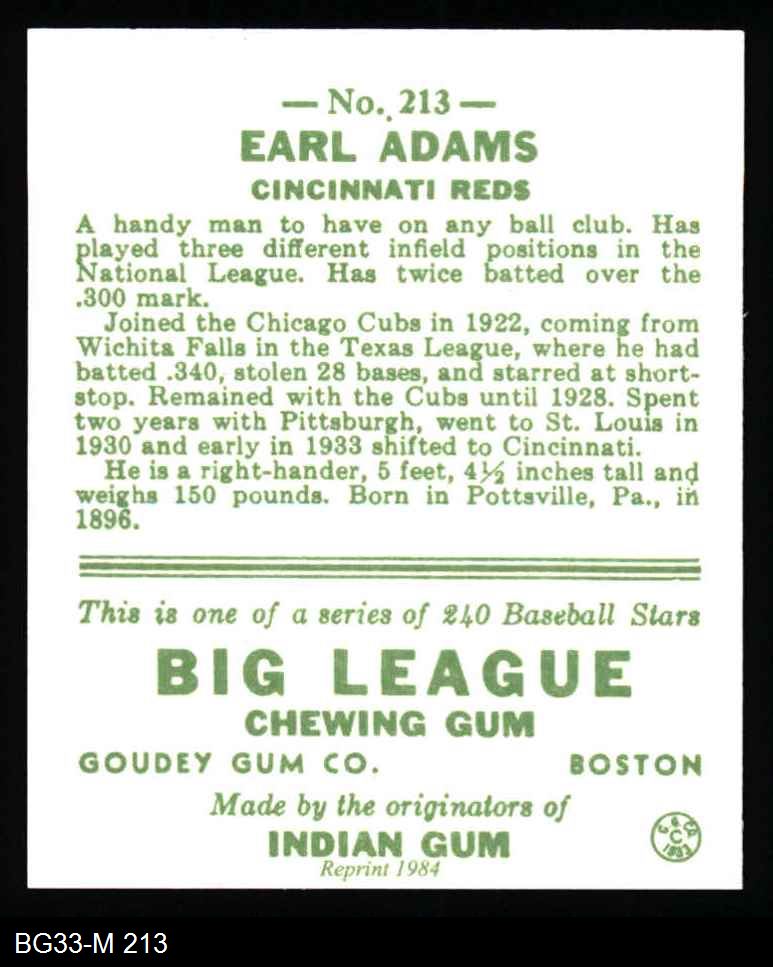 — No. 213 —
EARL ADAMS
CINCINNATI REDS
A handy man to have on any ball club. Has
played three different infield positions in the
National League. Has twice batted over the
.300 mark.
Joined the Chicago Cubs in 1922, coming from
Wichita Falls in the Texas League, where he had
batted .340, stolen 28 bases, and starred at short-
stop. Remained with the Cubs until 1928. Spent
two years with Pittsburgh, went to St. Louis in
1930 and early in 1933 shifted to Cincinnati.
He is a right-hander, 5 feet, 4½ inches tall and
weighs 150 pounds. Born in Pottsville, Pa., in
1896.
This is one of a series of 240 Baseball Stars
BIG LEAGUE
CHEWING GUM
GOUDEY GUM CO. BOSTON
Made by the originators of
INDIAN GUM
G. G. CO.
C
1933
Reprint 1984
BG33-M 213